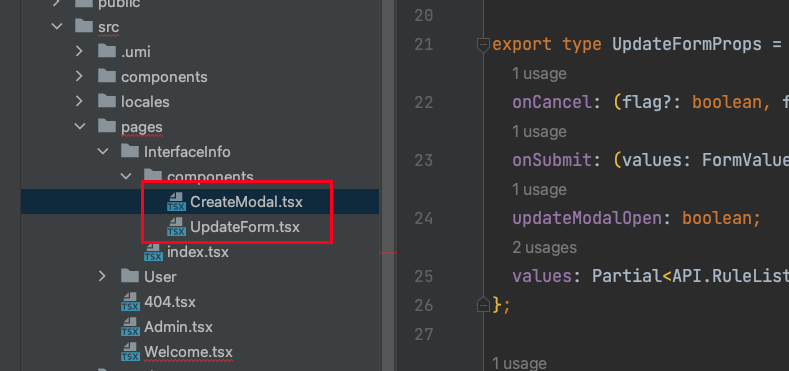 public
src
.umi
components
locales
pages
InterfaceInfo
components
TSX CreateModal.tsx
TSX UpdateForm.tsx
TSX index.tsx
User
TSX 404.tsx
TSX Admin.tsx
TSX Welcome.tsx
20
21 export type UpdateFormProps =
1 usage
22 onCancel: (flag?: boolean, f
1 usage
23 onSubmit: (values: FormValue
1 usage
24 updateModalOpen: boolean;
2 usages
25 values: Partial<API.RuleList
26 };
27
1 usage